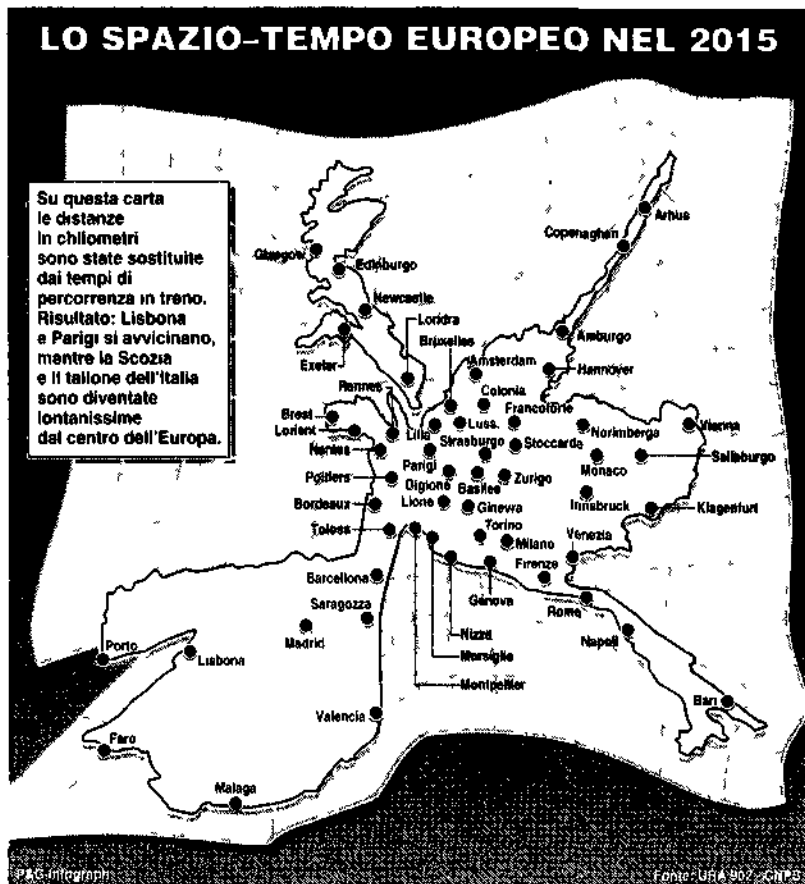 LO SPAZIO-TEMPO EUROPEO NEL 2015
Su questa carta
le distanze
in chilometri
sono state sostituite
dai tempi di
percorrenza in treno.
Risultato: Lisbona
e Parigi si avvicinano,
mentre la Scozia
e il tallone dell'Italia
sono diventate
lontanissime
dal centro dell'Europa.
Arhus
Copenaghen
Glasgow
Edimburgo
Newcastle
Londra
Bruxelles
Amburgo
Exeter
Amsterdam
Hannover
Rennes
Colonia
Brest
Francoforte
Lorient
Lilla
Luss.
Norimberga
Vienna
Nantes
Strasburgo
Stoccarda
Parigi
Monaco
Salisburgo
Poitiers
Digione
Basilea
Zurigo
Bordeaux
Lione
Ginevra
Innsbruck
Klagenfurt
Tolosa
Torino
Milano
Venezia
Barcellona
Firenze
Genova
Saragozza
Roma
Madrid
Nizza
Napoli
Porto
Lisbona
Marsiglia
Montpellier
Bari
Valencia
Faro
Malaga
P&G Infograph
Fonte: URA 902 - CNRS